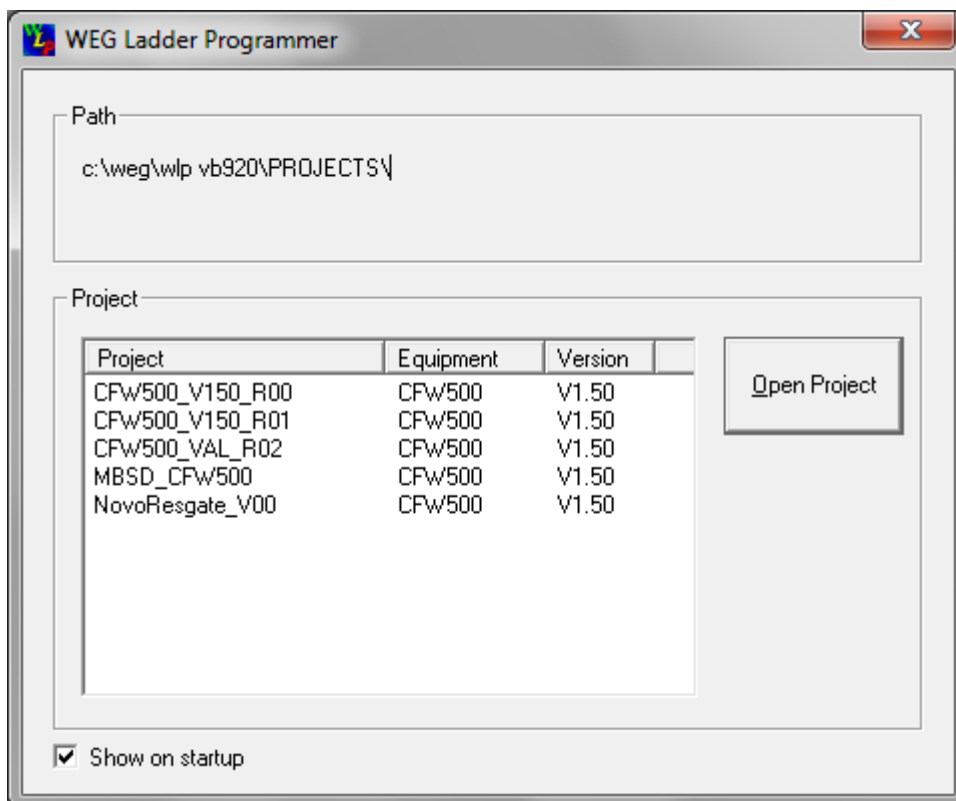 WEG Ladder Programmer
Path
c:\weg\wlp vb920\PROJECTS\
Project
Project Equipment Version
CFW500_V150_R00 CFW500 V1.50
CFW500_V150_R01 CFW500 V1.50
CFW500_VAL_R02 CFW500 V1.50
MBSD_CFW500 CFW500 V1.50
NovoResgate_V00 CFW500 V1.50
Open Project
Show on startup